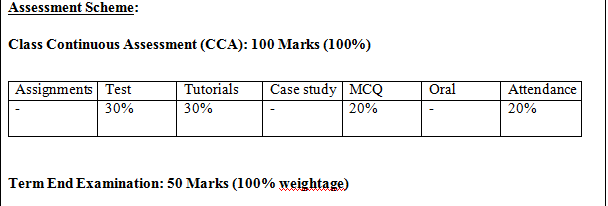 Assessment Scheme:
Class Continuous Assessment (CCA): 100 Marks (100%)
Assignments Test Tutorials Case study MCQ Oral Attendance
- 30% 30% - 20% - 20%
Term End Examination: 50 Marks (100% weightage)